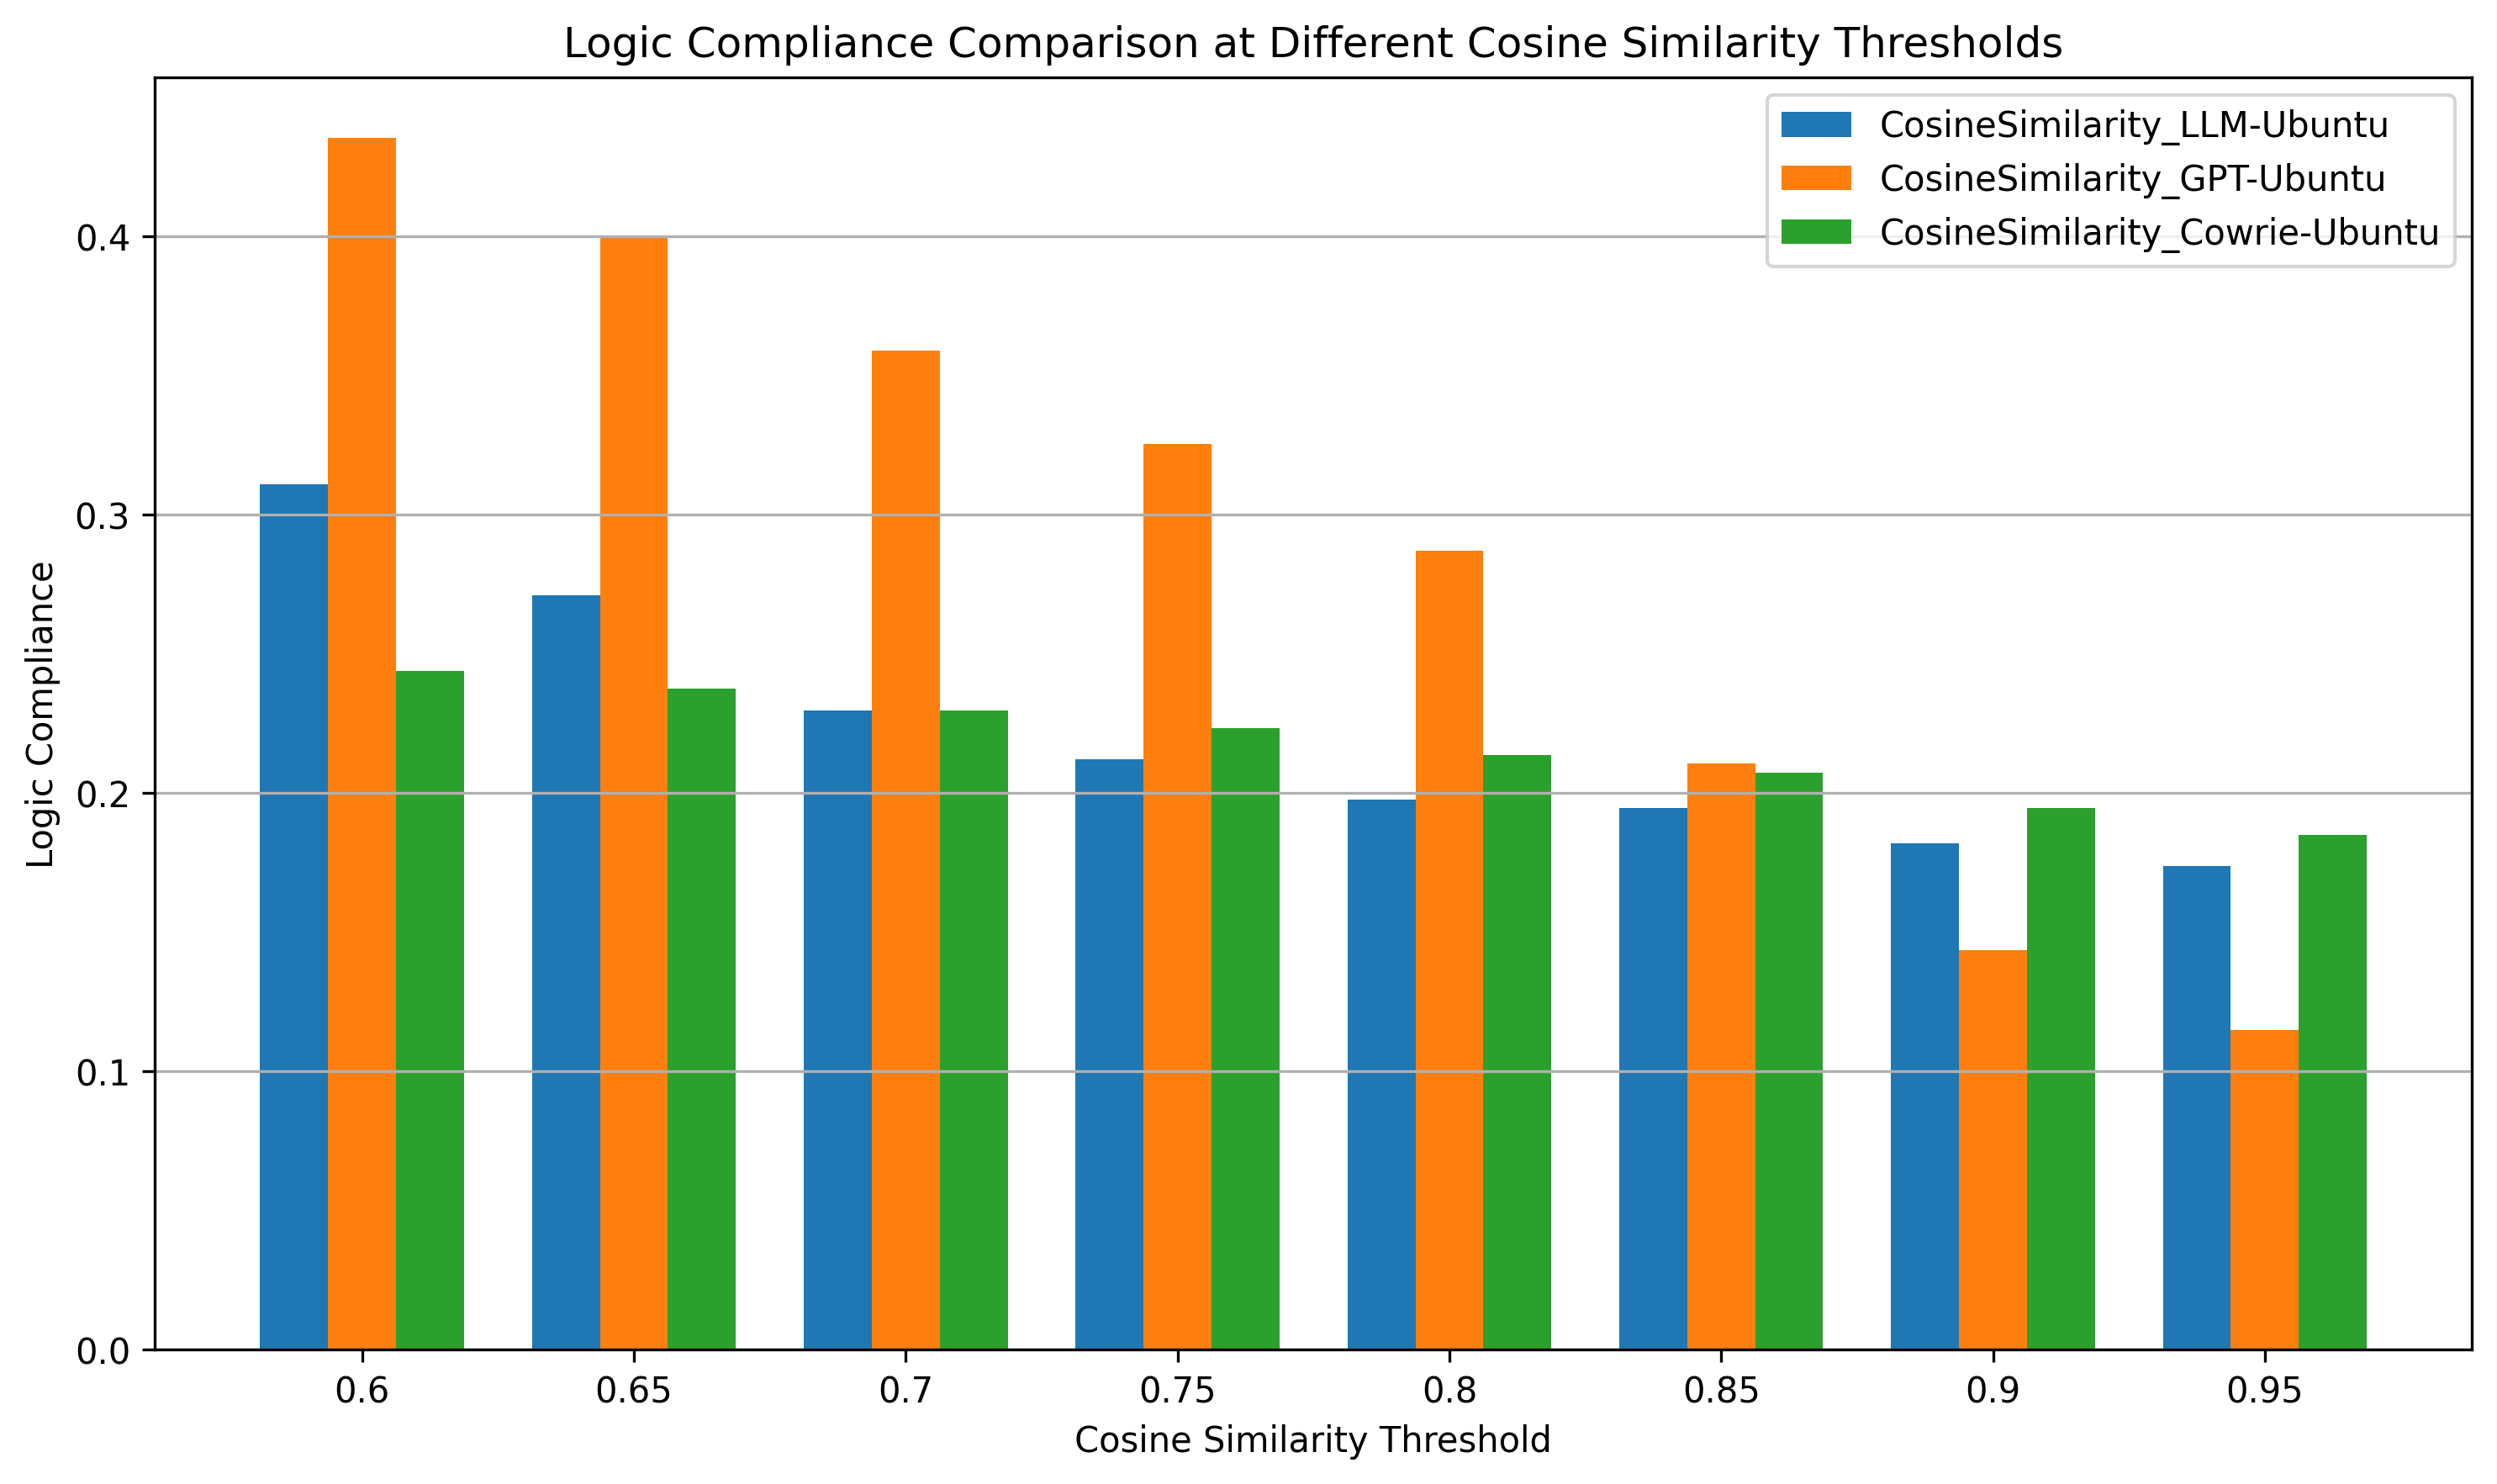 Logic Compliance Comparison at Different Cosine Similarity Thresholds
CosineSimilarity_LLM-Ubuntu
CosineSimilarity_GPT-Ubuntu
CosineSimilarity_Cowrie-Ubuntu
Logic Compliance
0.4
0.3
0.2
0.1
0.0
0.6 0.65 0.7 0.75 0.8 0.85 0.9 0.95
Cosine Similarity Threshold